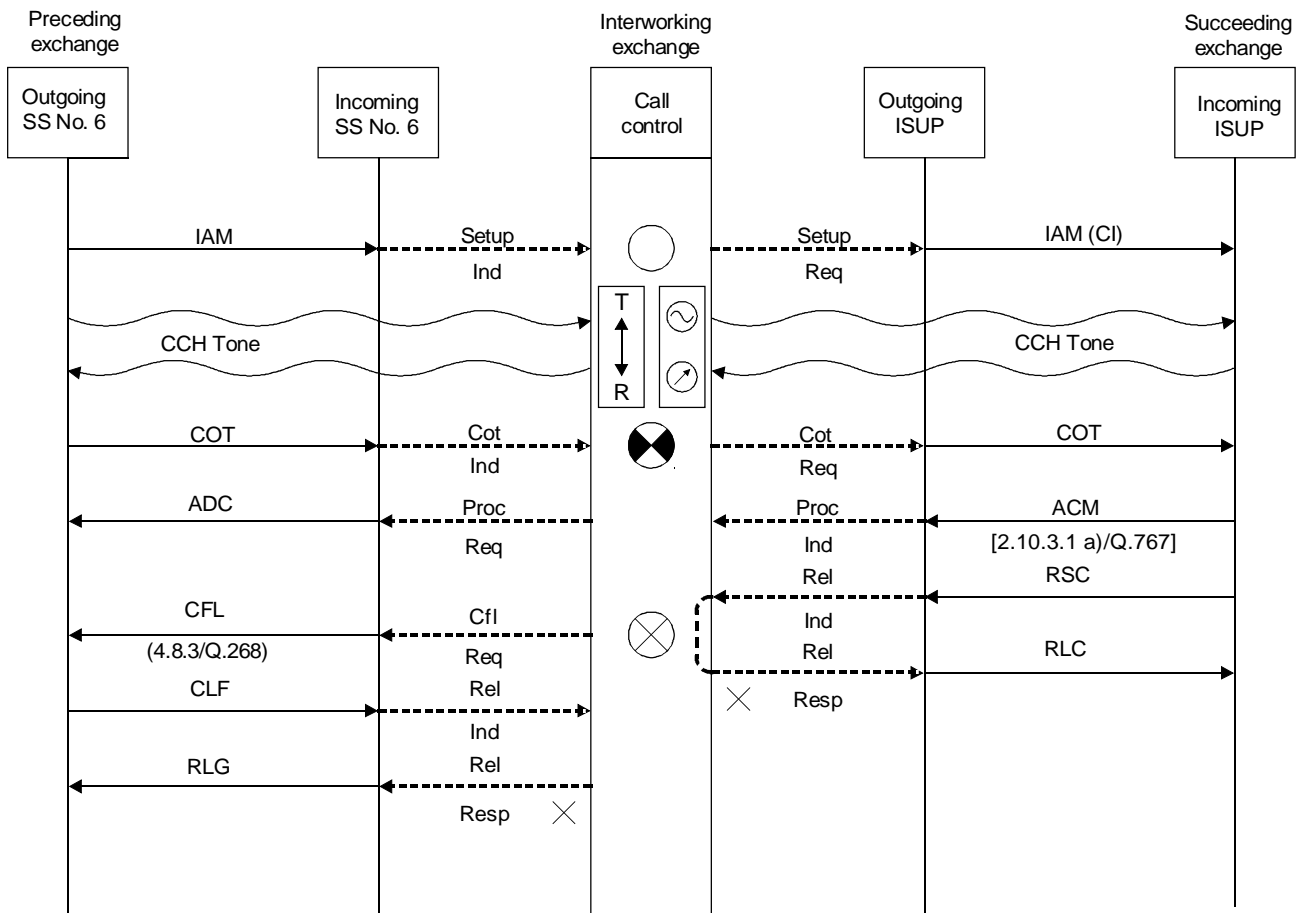 Preceding
exchange
Interworking
exchange
Succeeding
exchange
Outgoing
SS No. 6
Incoming
SS No. 6
Call
control
Outgoing
ISUP
Incoming
ISUP
IAM
Setup
Ind
Setup
Req
IAM (CI)
CCH Tone
T
R
CCH Tone
COT
Cot
Ind
Cot
Req
COT
ADC
Proc
Req
Proc
Ind
ACM
[2.10.3.1 a)/Q.767]
Rel
Ind
RSC
CFL
(4.8.3/Q.268)
Cfl
Req
Rel
Resp
RLC
CLF
Rel
Ind
RLG
Rel
Resp